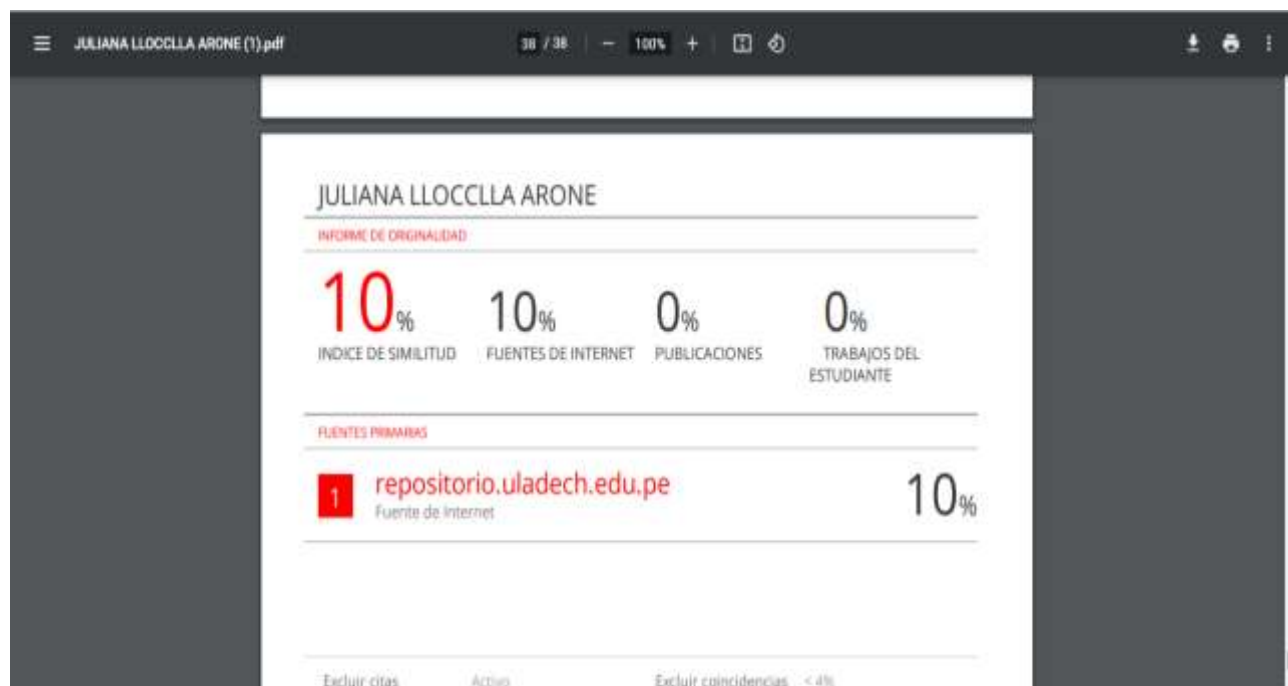 JULIANA LLOCCLLA ARONE (1).pdf
38 / 38
100%
JULIANA LLOCCLLA ARONE
INFORME DE ORIGINALIDAD
10%
INDICE DE SIMILITUD
10%
FUENTES DE INTERNET
0%
PUBLICACIONES
0%
TRABAJOS DEL
ESTUDIANTE
FUENTES PRIMARIAS
1
repositorio.uladech.edu.pe
Fuente de Internet
10%
Excluir citas
Activo
Excluir coincidencias
< 4%